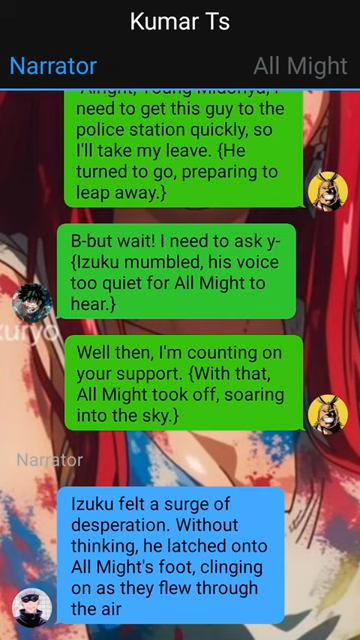 Kumar Ts
Narrator
All Might
"Alright, Young Midoriya, I
need to get this guy to the
police station quickly, so
I'll take my leave. {He
turned to go, preparing to
leap away.}
B-but wait! I need to ask y-
{Izuku mumbled, his voice
too quiet for All Might to
hear.}
kuryo
Well then, I'm counting on
your support. {With that,
All Might took off, soaring
into the sky.}
Narrator
Izuku felt a surge of
desperation. Without
thinking, he latched onto
All Might's foot, clinging
on as they flew through
the air